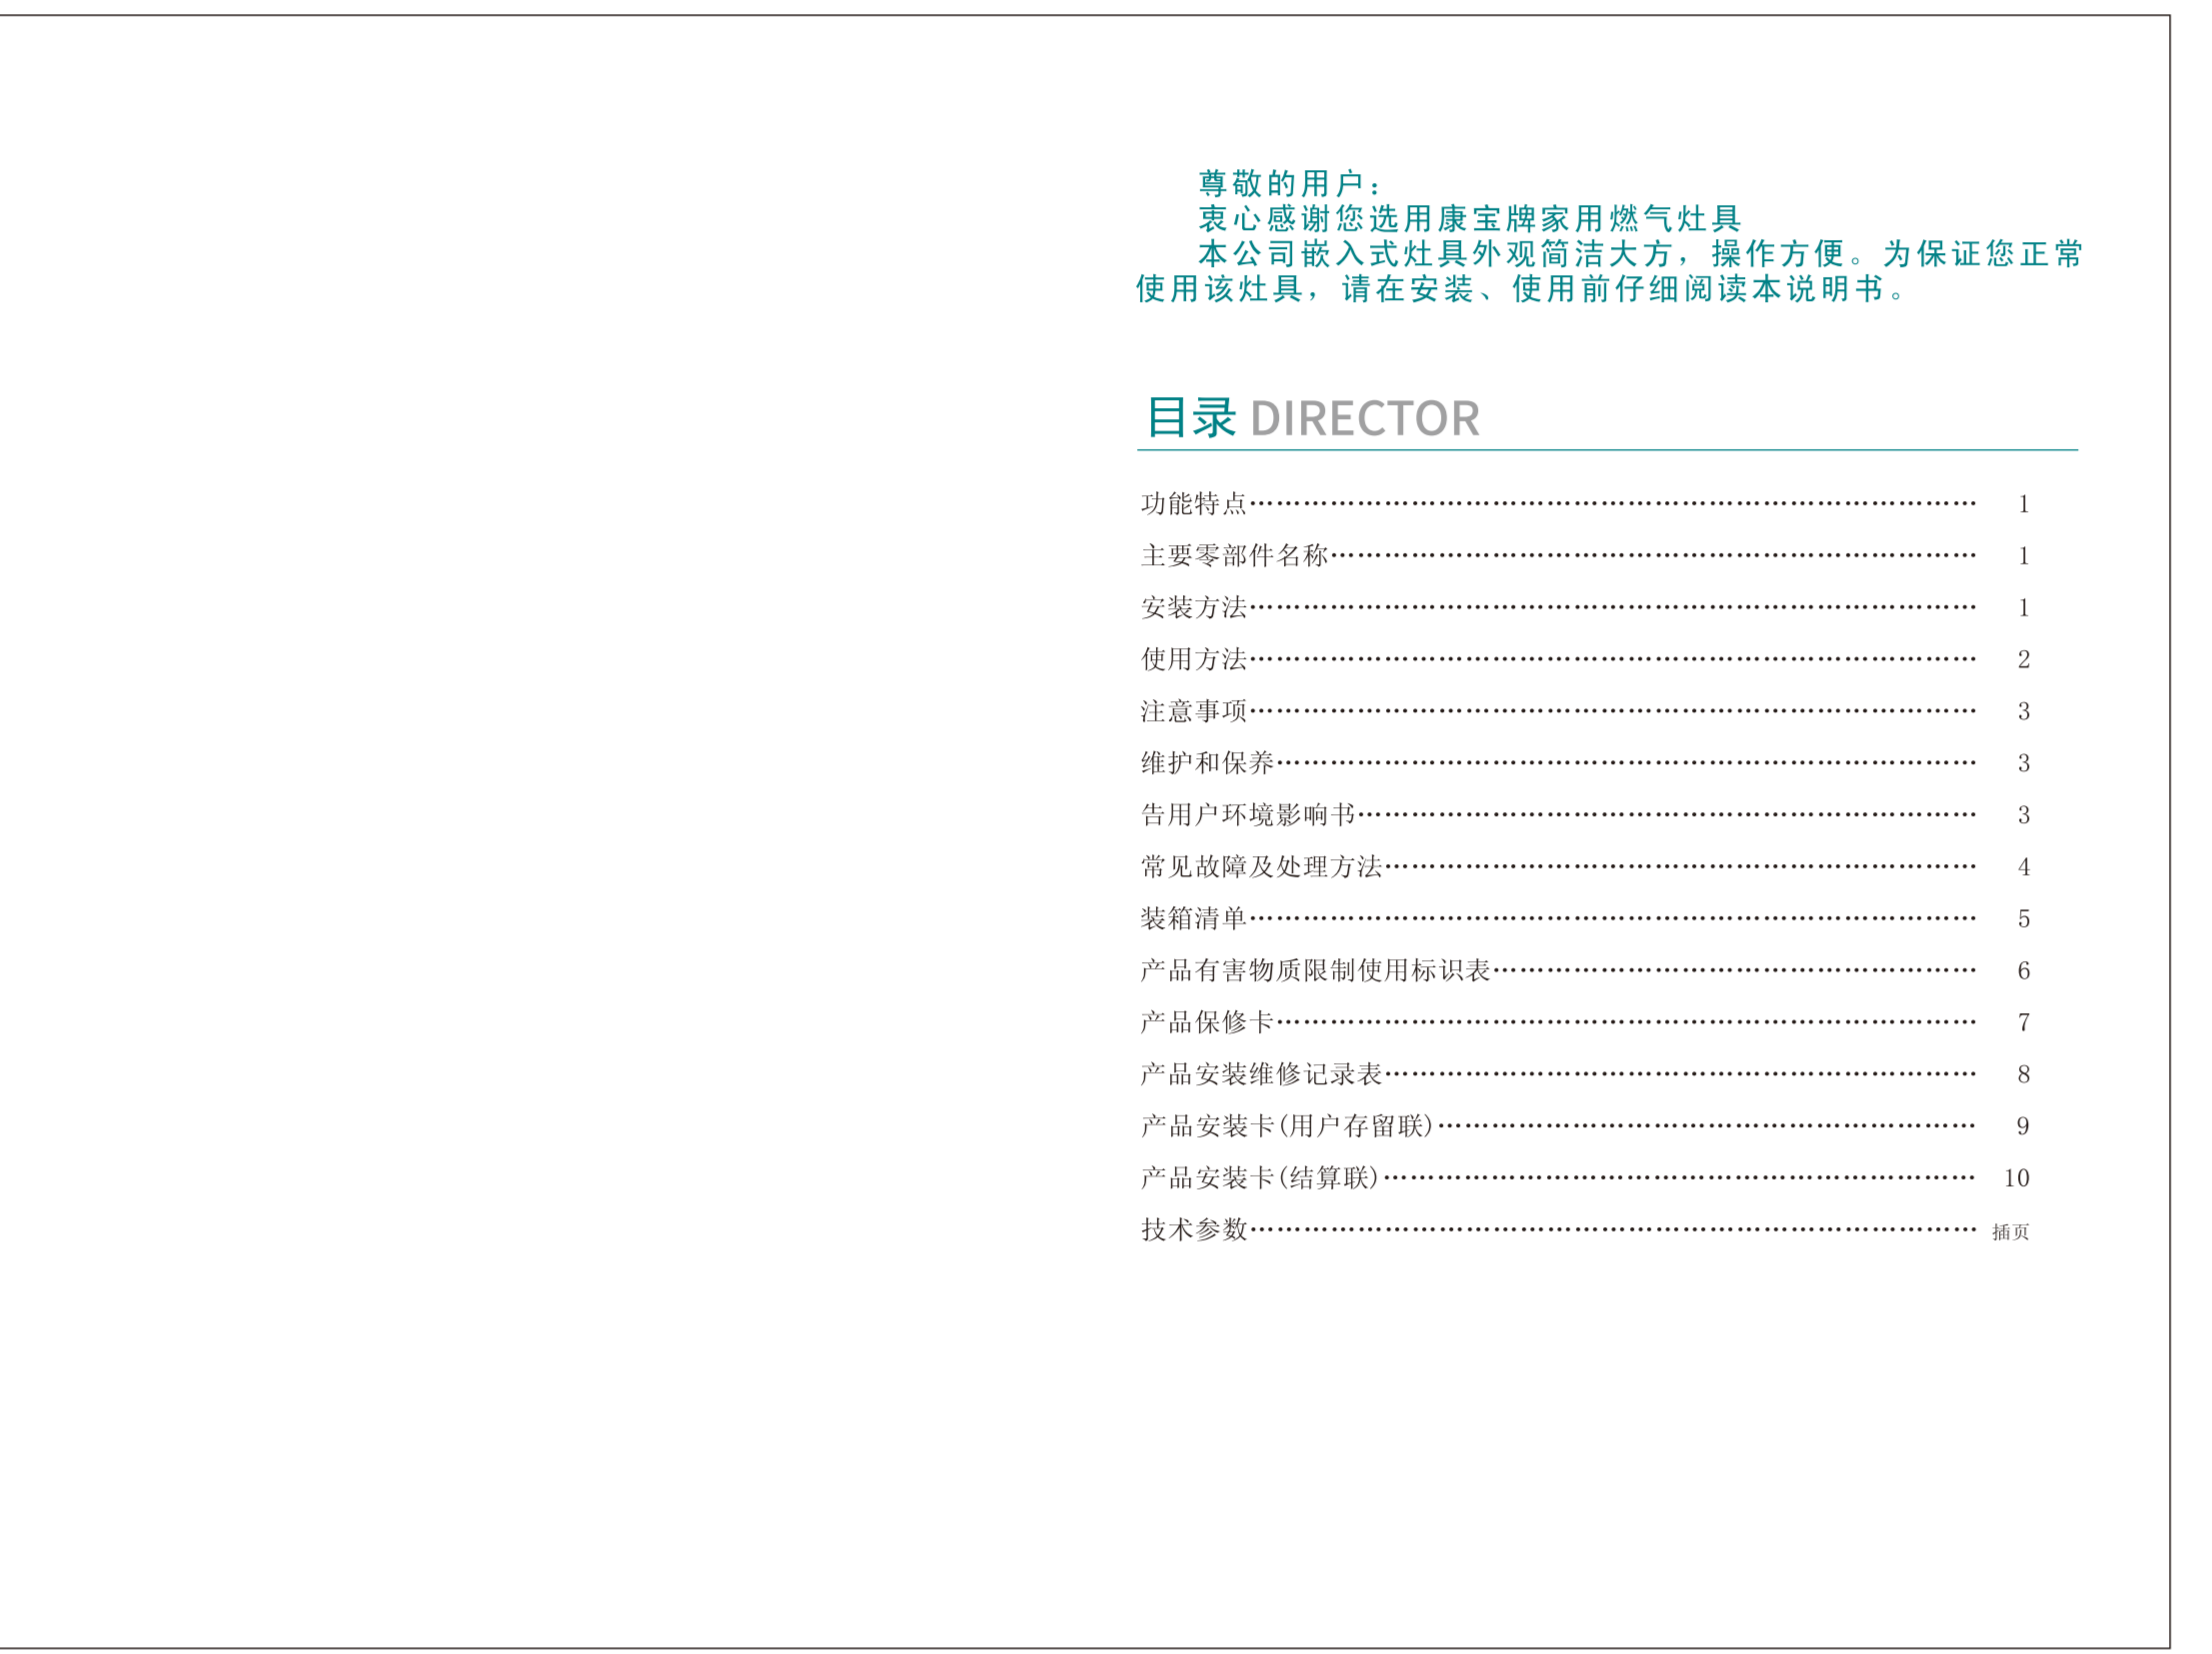 尊敬的用户：
衷心感谢您选用康宝牌家用燃气灶具
本公司嵌入式灶具外观简洁大方，操作方便。为保证您正常
使用该灶具，请在安装、使用前仔细阅读本说明书。
目录 DIRECTOR
功能特点……………………………………………………………………… 1
主要零部件名称……………………………………………………………… 1
安装方法……………………………………………………………………… 1
使用方法……………………………………………………………………… 2
注意事项……………………………………………………………………… 3
维护和保养…………………………………………………………………… 3
告用户环境影响书…………………………………………………………… 3
常见故障及处理方法………………………………………………………… 4
装箱清单……………………………………………………………………… 5
产品有害物质限制使用标识表……………………………………………… 6
产品保修卡…………………………………………………………………… 7
产品安装维修记录表………………………………………………………… 8
产品安装卡(用户存留联)…………………………………………………… 9
产品安装卡(结算联)………………………………………………………… 10
技术参数……………………………………………………………………… 插页